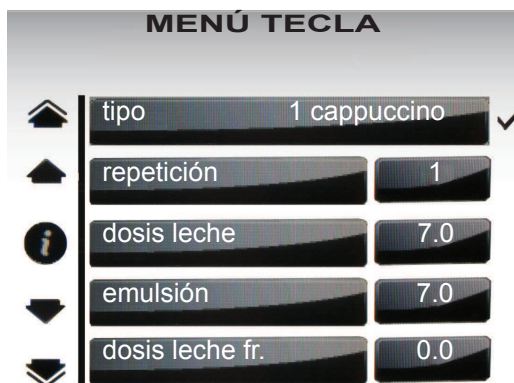 MENÚ TECLA
tipo 1 cappuccino
repetición 1
dosis leche 7.0
emulsión 7.0
dosis leche fr. 0.0